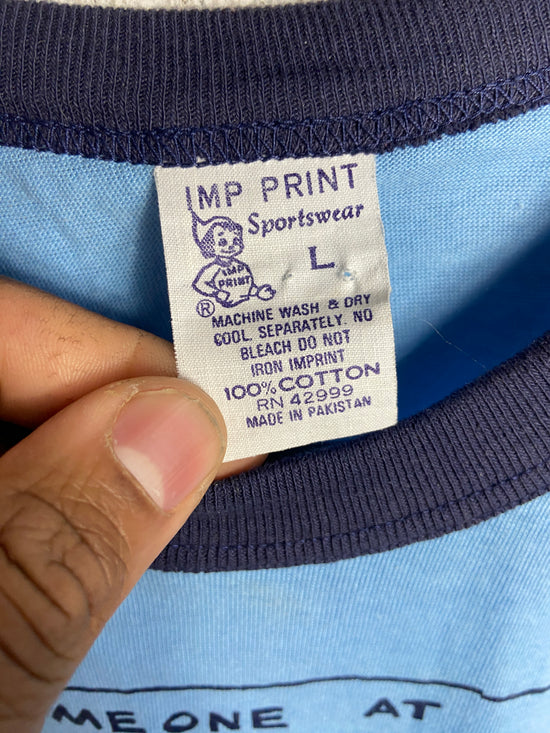 IMP PRINT
Sportswear
L
IMP
PRINT
®
MACHINE WASH & DRY
COOL. SEPARATELY. NO
BLEACH DO NOT
IRON IMPRINT
100% COTTON
RN 42999
MADE IN PAKISTAN
ME ONE AT